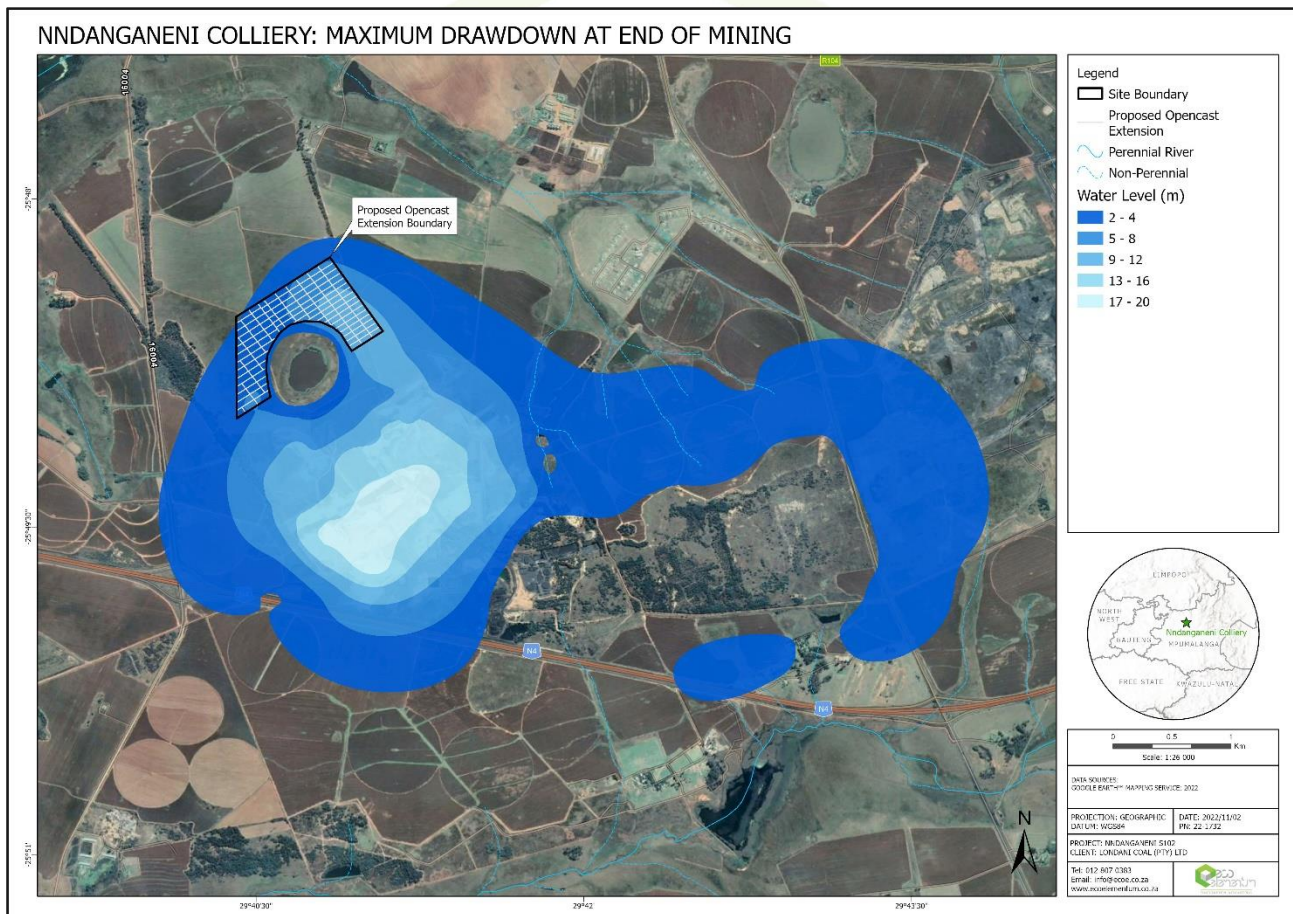 NNDANGANENI COLLIERY: MAXIMUM DRAWDOWN AT END OF MINING
R104
16004
-25°48'
Proposed Opencast
Extension Boundary
16004
-25°49'30"
N4
N4
-25°51'
29°40'30"
29°42'
29°43'30"
N
Legend
Site Boundary
Proposed Opencast
Extension
Perennial River
Non-Perennial
Water Level (m)
2 - 4
5 - 8
9 - 12
13 - 16
17 - 20
LIMPOPO
NORTH
WEST
Nndanganeni Colliery
GAUTENG
MPUMALANGA
FREE STATE
KWAZULU-NATAL
0 0.5 1
Km
Scale: 1:26 000
DATA SOURCES:
GOOGLE EARTH™ MAPPING SERVICE: 2022
PROJECTION: GEOGRAPHIC
DATUM: WGS84
DATE: 2022/11/02
PN: 22-1732
PROJECT: NNDANGANENI S102
CLIENT: LONDANI COAL (PTY) LTD
Tel: 012 807 0383
Email: info@ecoe.co.za
www.ecoelementum.co.za
eco
elementum